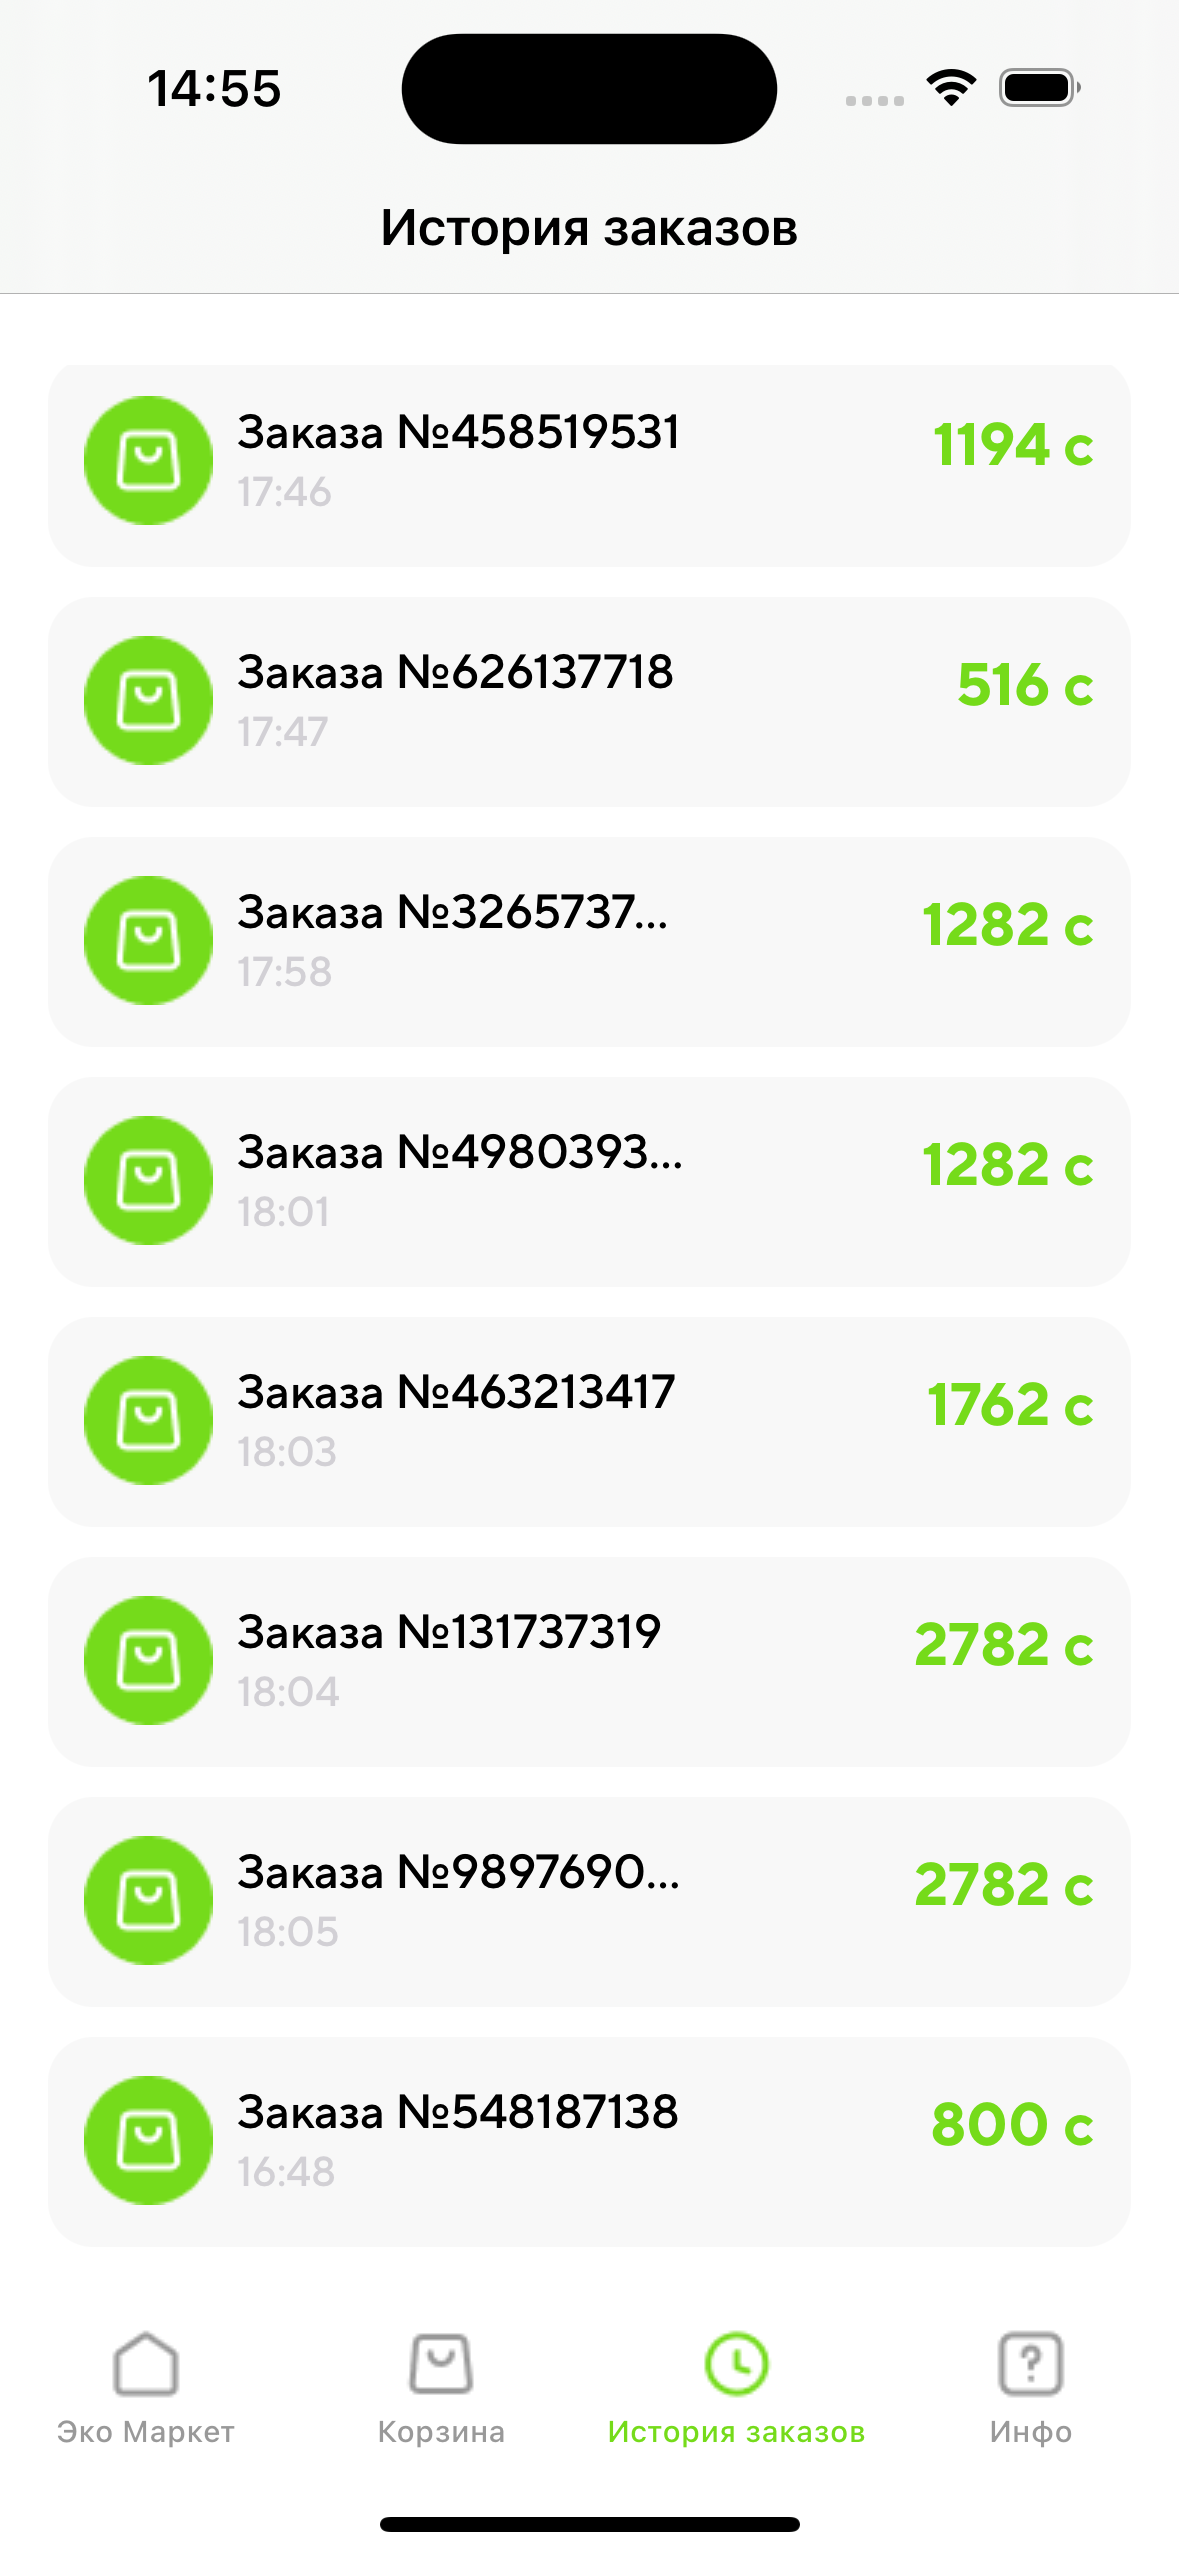 14:55
История заказов
Заказа №458519531
1194 с
17:46
Заказа №626137718
516 с
17:47
Заказа №3265737...
1282 с
17:58
Заказа №4980393...
1282 с
18:01
Заказа №463213417
1762 с
18:03
Заказа №131737319
2782 с
18:04
Заказа №9897690...
2782 с
18:05
Заказа №548187138
800 с
16:48
Эко Маркет
Корзина
История заказов
Инфо